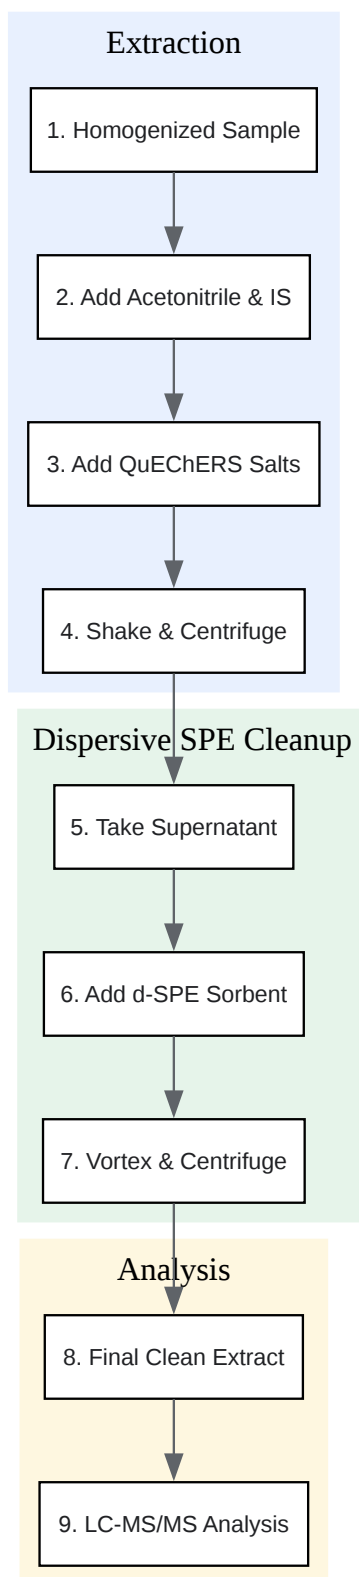 Extraction
1. Homogenized Sample
2. Add Acetonitrile & IS
3. Add QuEChERS Salts
4. Shake & Centrifuge
Dispersive SPE Cleanup
5. Take Supernatant
6. Add d-SPE Sorbent
7. Vortex & Centrifuge
Analysis
8. Final Clean Extract
9. LC-MS/MS Analysis